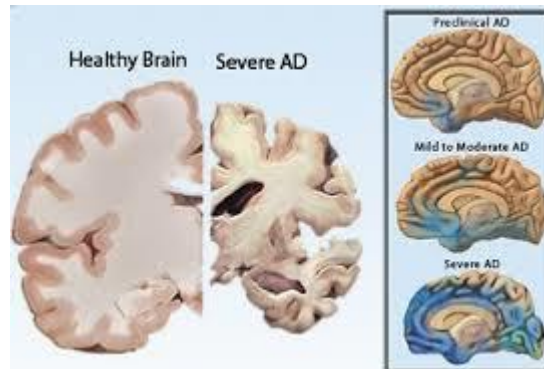 Healthy Brain
Severe AD
Preclinical AD
Mild to Moderate AD
Severe AD